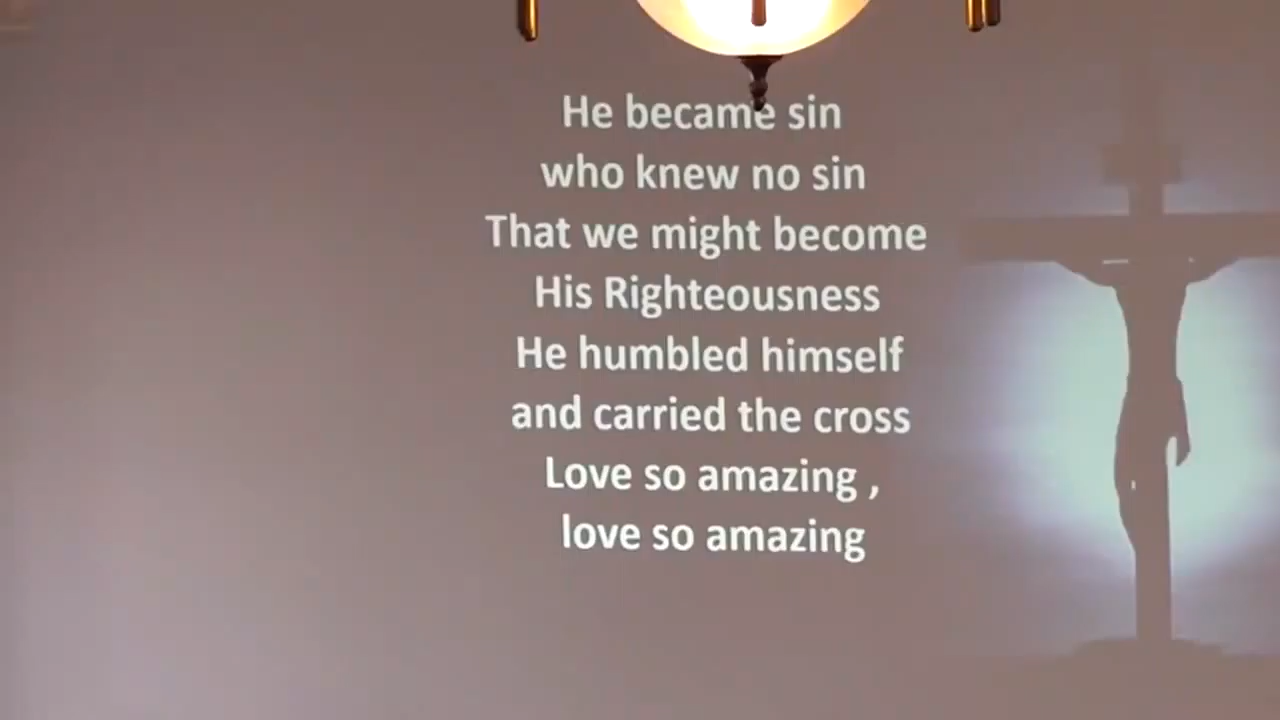 He became sin
who knew no sin
That we might become
His Righteousness
He humbled himself
and carried the cross
Love so amazing ,
love so amazing